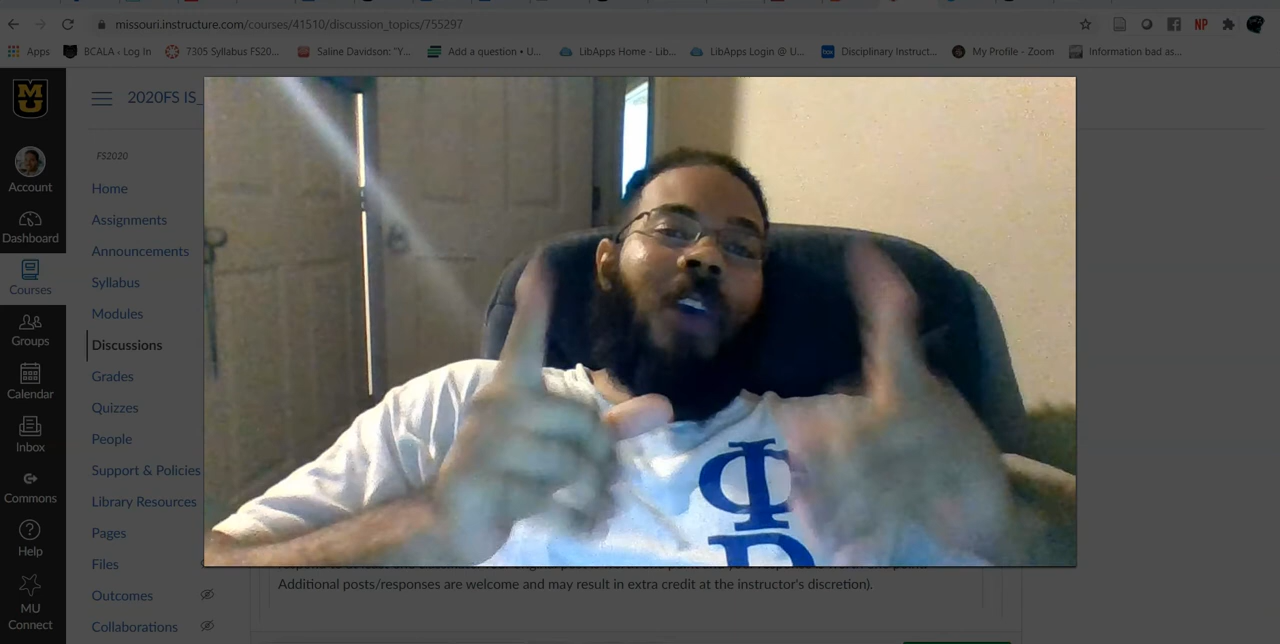 missouri.instructure.com/courses/41510/discussion_topics/755297
Apps
BCALA ‹ Log In
7305 Syllabus FS20...
Saline Davidson: "Y...
Add a question • U...
LibApps Home - Lib...
LibApps Login @ U...
Disciplinary Instruct...
My Profile - Zoom
Information bad as...
NP
MU
2020FS IS_
FS2020
Account
Dashboard
Courses
Groups
Calendar
Inbox
Commons
Help
MU
Connect
Home
Assignments
Announcements
Syllabus
Modules
Discussions
Grades
Quizzes
People
Support & Policies
Library Resources
Pages
Files
Outcomes
Collaborations
Φ
Additional posts/responses are welcome and may result in extra credit at the instructor's discretion).